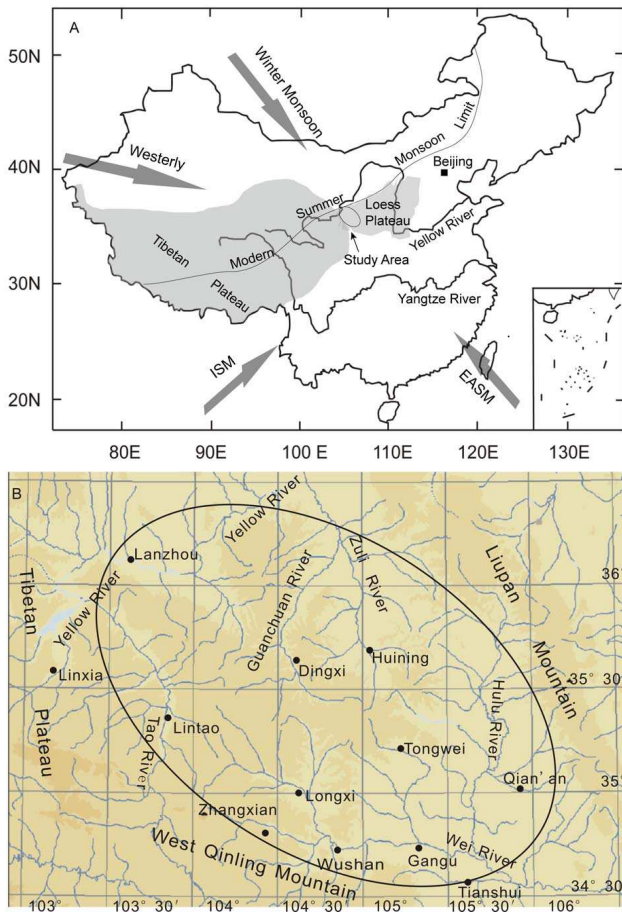 A
50N
40N
30N
20N
80E
90E
100 E
110E
120E
130E
Winter Monsoon
Westerly
Modern Summer Monsoon Limit
Beijing
Loess
Plateau
Yellow River
Study Area
Tibetan
Plateau
Yangtze River
ISM
EASM
B
Lanzhou
Yellow River
Zuli River
Liupan Mountain
36°
Tibetan Plateau
Yellow River
Guanchuan River
Linxia
Dingxi
Huining
35° 30′
Lintao
Tao River
Hulu River
Tongwei
Qian' an
35°
Longxi
Zhangxian
Wushan
Gangu
Wei River
West Qinling Mountain
Tianshui
34° 30′
103°
103° 30′
104°
104° 30′
105°
105° 30′
106°